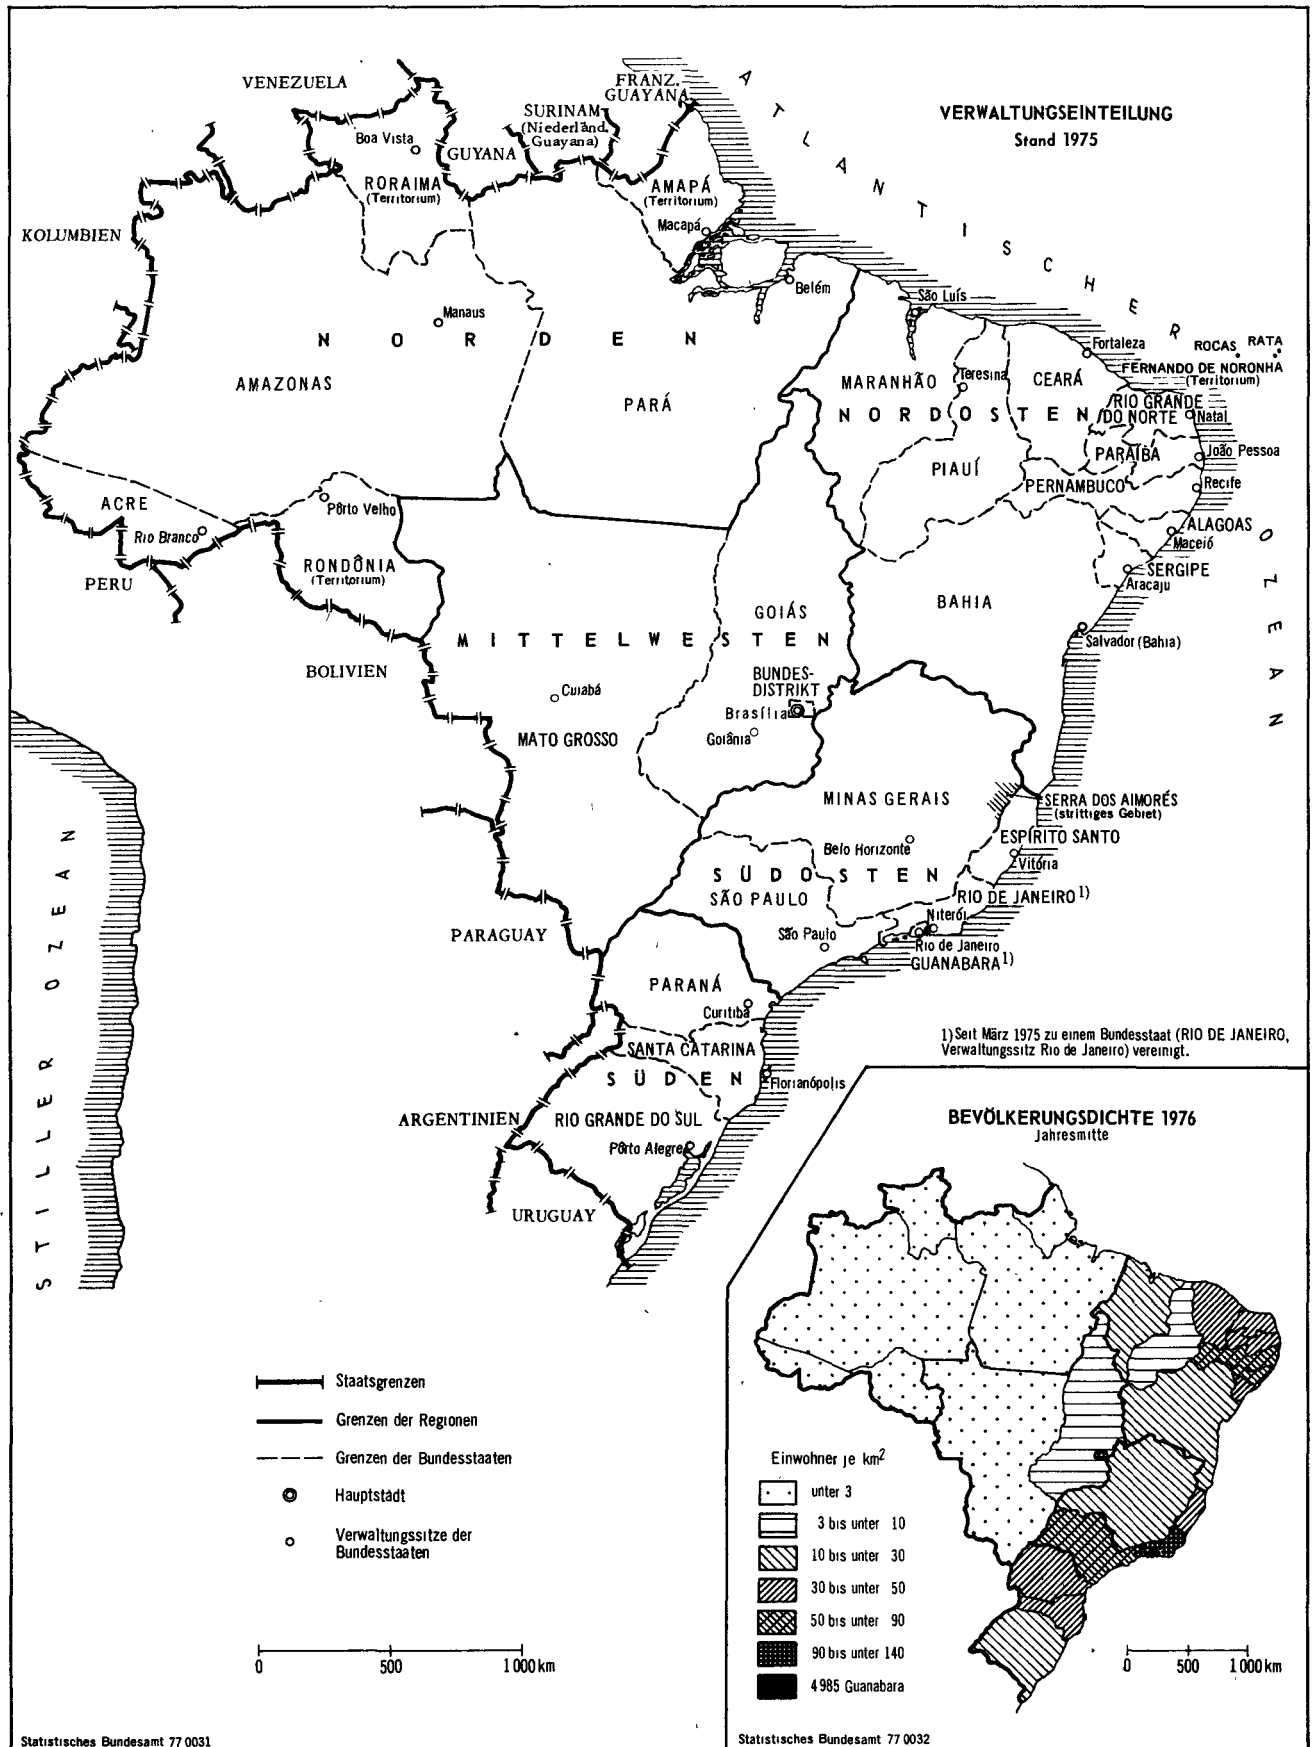 VERWALTUNGSEINTEILUNG
Stand 1975
VENEZUELA
FRANZ.
GUAYANA
SURINAM
(Niederländ.
Guayana)
GUYANA
Boa Vista
RORAIMA
(Territorium)
AMAPÁ
(Territorium)
Macapá
KOLUMBIEN
ATLANTISCHER
OZEAN
Belém
São Luís
Manaus
NORDEN
AMAZONAS
PARÁ
MARANHÃO
Teresina
CEARÁ
Fortaleza
ROCAS
RATA
FERNANDO DE NORONHA
(Territorium)
NORDOSTEN
RIO GRANDE
DO NORTE
Natal
PARAÍBA
João Pessoa
PIAUÍ
PERNAMBUCO
Recife
ACRE
Rio Branco
Pôrto Velho
PERU
RONDÔNIA
(Territorium)
ALAGOAS
Maceió
SERGIPE
Aracaju
GOIÁS
BAHIA
MITTELWESTEN
Salvador (Bahia)
BOLIVIEN
BUNDES-
DISTRIKT
Cuiabá
Brasília
Goiânia
MATO GROSSO
MINAS GERAIS
SERRA DOS AIMORÉS
(strittiges Gebiet)
ESPÍRITO SANTO
Belo Horizonte
Vitória
SÜDOSTEN
SÃO PAULO
RIO DE JANEIRO 1)
Niterói
São Paulo
Rio de Janeiro
GUANABARA 1)
PARAGUAY
PARANÁ
Curitiba
1) Seit März 1975 zu einem Bundesstaat (RIO DE JANEIRO,
Verwaltungssitz Rio de Janeiro) vereinigt.
SANTA CATARINA
SÜDEN
Florianópolis
ARGENTINIEN
RIO GRANDE DO SUL
Pôrto Alegre
URUGUAY
STILLER OZEAN
BEVÖLKERUNGSDICHTE 1976
Jahresmitte
Staatsgrenzen
Grenzen der Regionen
Grenzen der Bundesstaaten
Hauptstadt
Verwaltungssitze der
Bundesstaaten
Einwohner je km²
unter 3
3 bis unter 10
10 bis unter 30
30 bis unter 50
50 bis unter 90
90 bis unter 140
4985 Guanabara
0 500 1000 km
0 500 1000 km
Statistisches Bundesamt 77 0031
Statistisches Bundesamt 77 0032